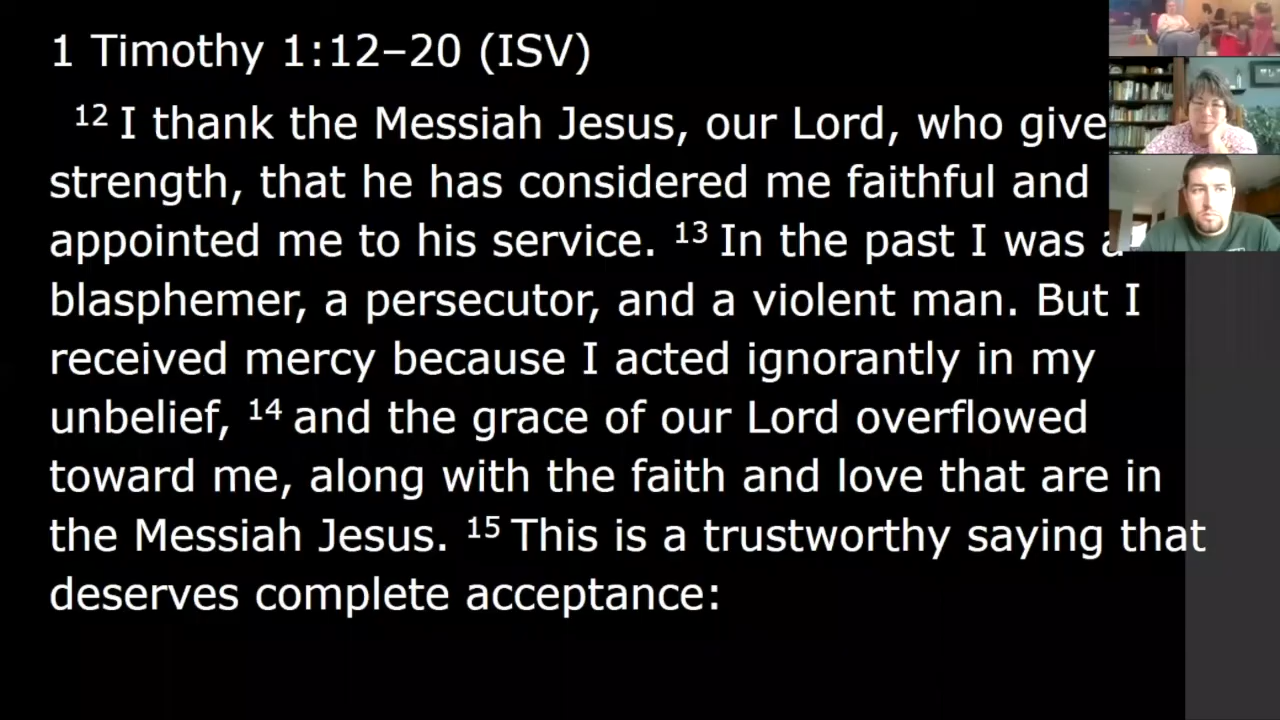 1 Timothy 1:12–20 (ISV)
12 I thank the Messiah Jesus, our Lord, who give
strength, that he has considered me faithful and
appointed me to his service. 13 In the past I was a
blasphemer, a persecutor, and a violent man. But I
received mercy because I acted ignorantly in my
unbelief, 14 and the grace of our Lord overflowed
toward me, along with the faith and love that are in
the Messiah Jesus. 15 This is a trustworthy saying that
deserves complete acceptance: